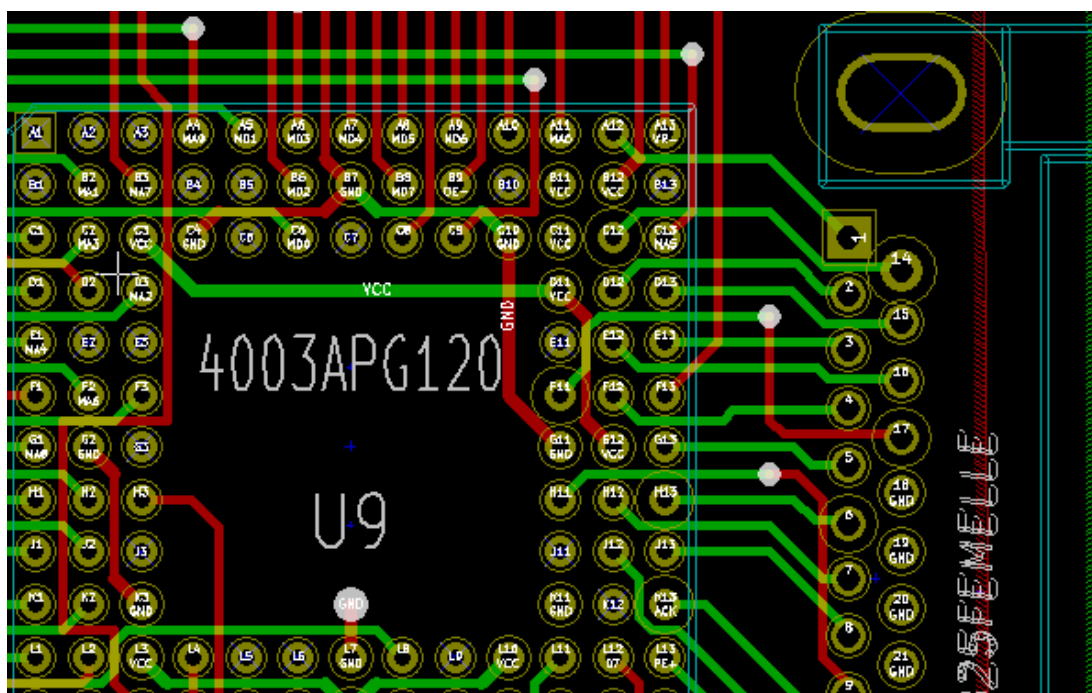 A1 A2 A3 A4 MA9 A5 MD1 A6 MD3 A7 MD4 A8 MD5 A9 MD6 A10 A11 MA0 A12 A13 VR-
B1 B2 MA1 B3 MA7 B4 B5 B6 MD2 B7 GND B8 MD7 B9 OE- B10 B11 VCC B12 VCC B13
C1 C2 MA3 C3 VCC C4 GND C5 C6 MD0 C7 C8 C9 C10 GND C11 VCC C12 C13 MA5
1
14
D1 D2 D3 MA2 VCC GND D11 VCC D12 D13
2
15
E1 MA4 E2 E3 E11 E12 E13
3
4003APG120
16
F1 F2 MA6 F3 F11 F12 F13
4
17
G1 MA8 G2 GND G3 G11 GND G12 VCC G13
5
18 GND
H1 H2 H3 H11 H12 H13
6
U9
19 GND
J1 J2 J3 J11 J12 J13
7
K1 K2 K3 GND GND K11 GND K12 K13 ACK
20 GND
8
L1 L2 L3 VCC L4 L5 L6 L7 GND L8 L9 L10 VCC L11 L12 D7 L13 PE+
21 GND
9